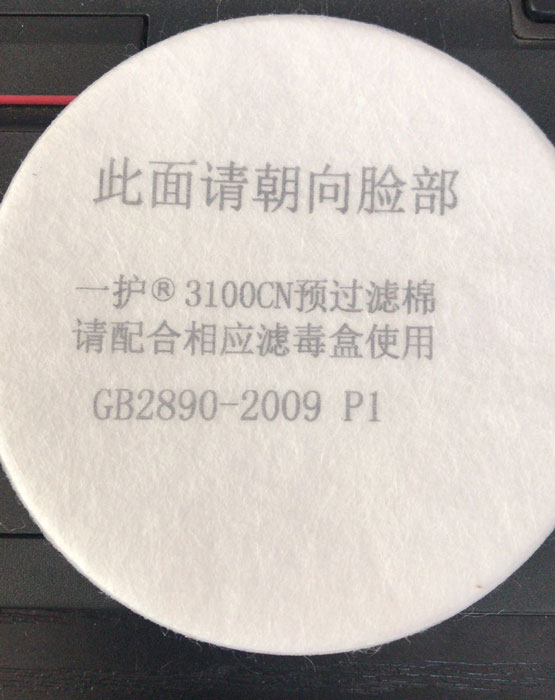 此面请朝向脸部
一护® 3100CN预过滤棉
请配合相应滤毒盒使用
GB2890-2009 P1